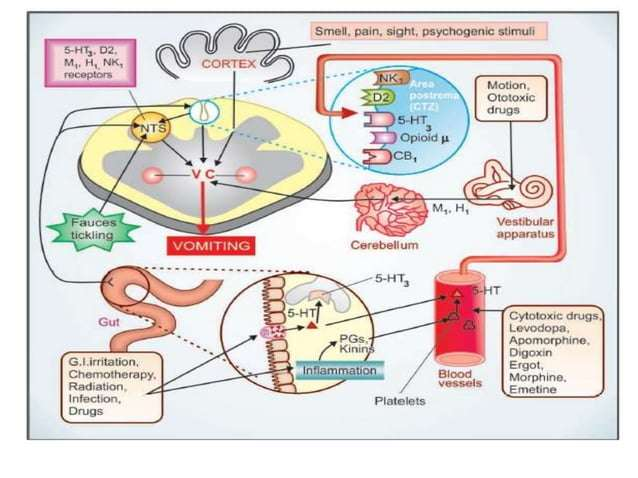 Smell, pain, sight, psychogenic stimuli
5-HT3, D2,
M1, H1, NK1
receptors
CORTEX
NK1
Area
postrema
(CTZ)
D2
5-HT3
Opioid µ
CB1
Motion,
Ototoxic
drugs
NTS
V C
Fauces
tickling
VOMITING
M1, H1
Cerebellum
Vestibular
apparatus
Gut
5-HT3
5-HT
PGs,
Kinins
Inflammation
5-HT
Blood
vessels
Platelets
G.I.irritation,
Chemotherapy,
Radiation,
Infection,
Drugs
Cytotoxic drugs,
Levodopa,
Apomorphine,
Digoxin
Ergot,
Morphine,
Emetine